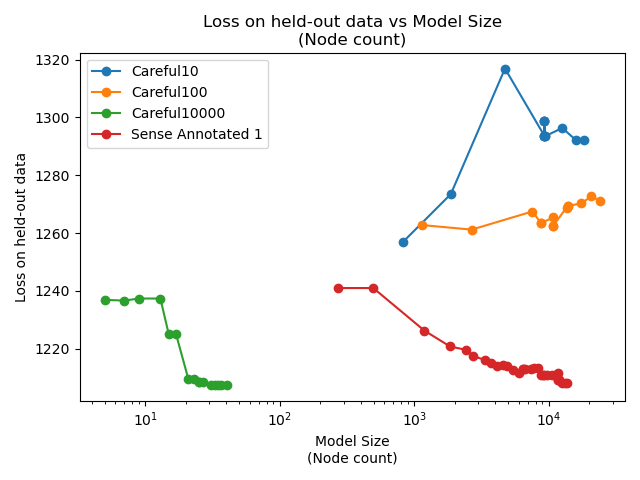 Loss on held-out data vs Model Size
(Node count)
Careful10
Careful100
Careful10000
Sense Annotated 1
Loss on held-out data
1320
1300
1280
1260
1240
1220
10¹
10²
10³
10⁴
Model Size
(Node count)